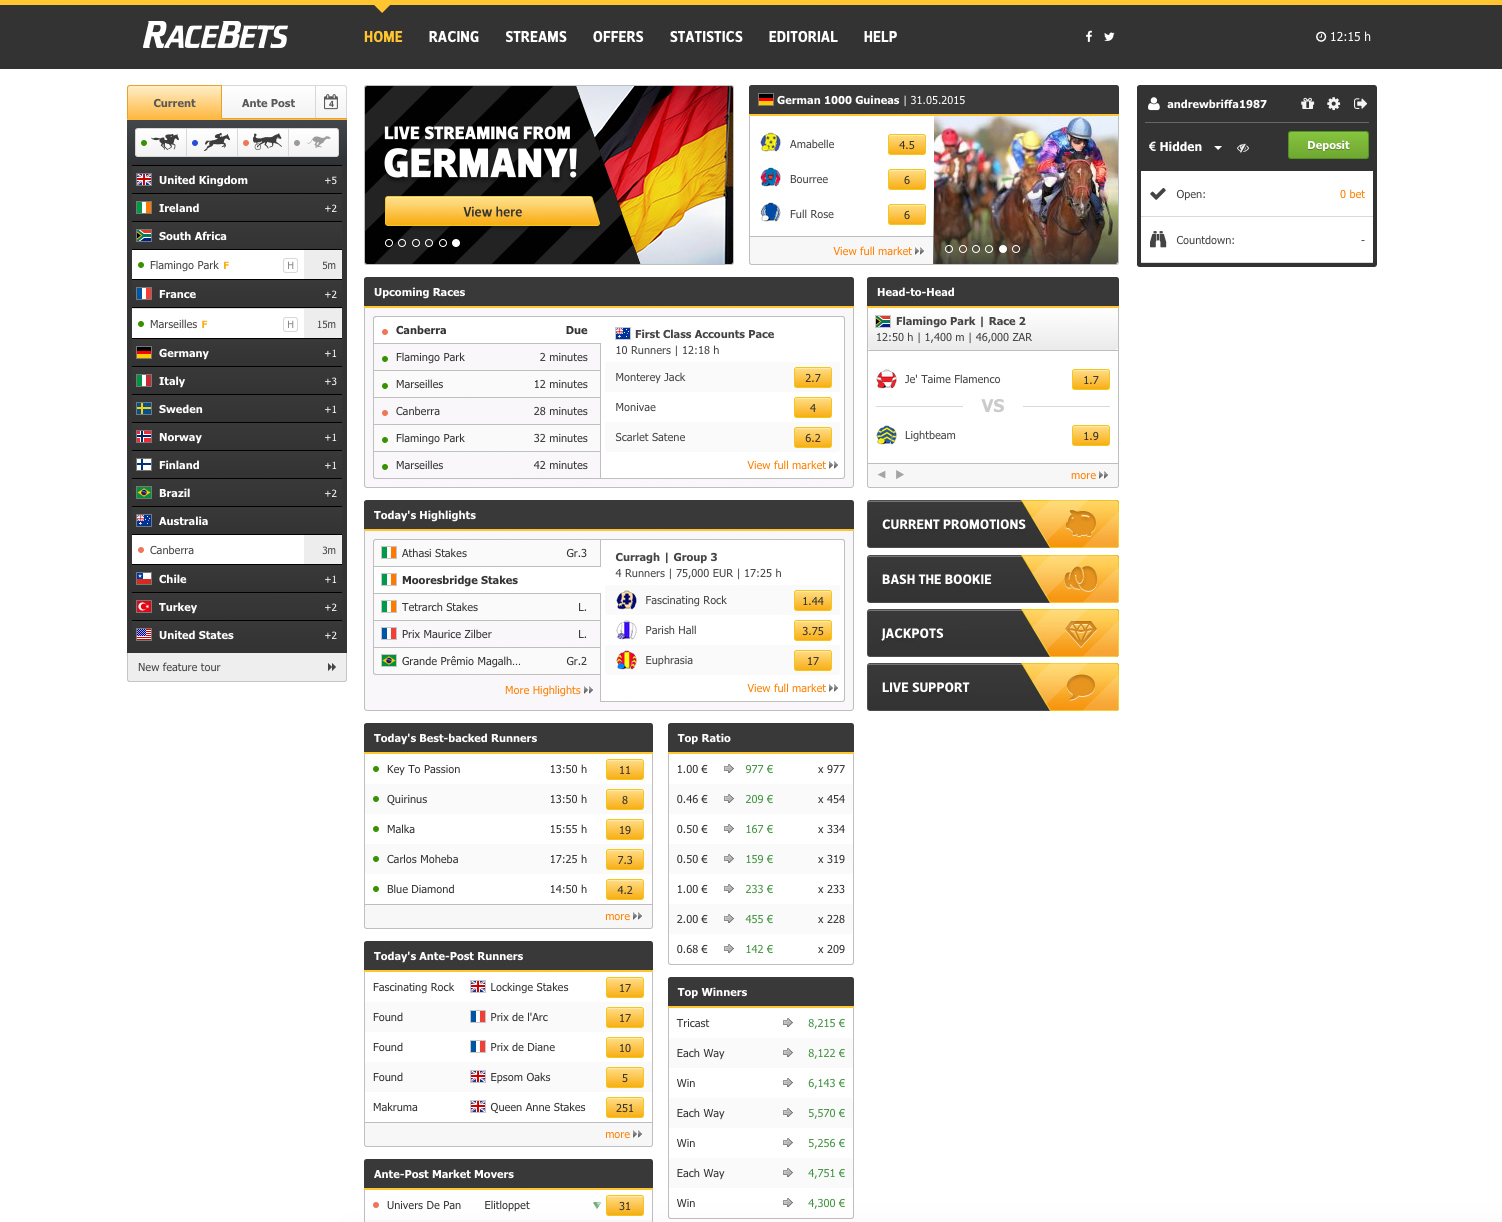 RACEBETS
HOME RACING STREAMS OFFERS STATISTICS EDITORIAL HELP
12:15 h
Current Ante Post 4
United Kingdom +5
Ireland +2
South Africa
Flamingo Park F H 5m
France +2
Marseilles F H 15m
Germany +1
Italy +3
Sweden +1
Norway +1
Finland +1
Brazil +2
Australia
Canberra 3m
Chile +1
Turkey +2
United States +2
New feature tour
LIVE STREAMING FROM
GERMANY!
View here
German 1000 Guineas | 31.05.2015
Amabelle 4.5
Bourree 6
Full Rose 6
View full market
andrewbriffa1987
€ Hidden Deposit
Open: 0 bet
Countdown: -
Upcoming Races
Canberra Due
Flamingo Park 2 minutes
Marseilles 12 minutes
Canberra 28 minutes
Flamingo Park 32 minutes
Marseilles 42 minutes
First Class Accounts Pace
10 Runners | 12:18 h
Monterey Jack 2.7
Monivae 4
Scarlet Satene 6.2
View full market
Head-to-Head
Flamingo Park | Race 2
12:50 h | 1,400 m | 46,000 ZAR
Je' Taime Flamenco 1.7
VS
Lightbeam 1.9
more
Today's Highlights
Athasi Stakes Gr.3
Mooresbridge Stakes
Tetrarch Stakes L.
Prix Maurice Zilber L.
Grande Prêmio Magalh... Gr.2
More Highlights
Curragh | Group 3
4 Runners | 75,000 EUR | 17:25 h
Fascinating Rock 1.44
Parish Hall 3.75
Euphrasia 17
View full market
CURRENT PROMOTIONS
BASH THE BOOKIE
JACKPOTS
LIVE SUPPORT
Today's Best-backed Runners
Key To Passion 13:50 h 11
Quirinus 13:50 h 8
Malka 15:55 h 19
Carlos Moheba 17:25 h 7.3
Blue Diamond 14:50 h 4.2
more
Top Ratio
1.00 € 977 € x 977
0.46 € 209 € x 454
0.50 € 167 € x 334
0.50 € 159 € x 319
1.00 € 233 € x 233
2.00 € 455 € x 228
0.68 € 142 € x 209
Today's Ante-Post Runners
Fascinating Rock Lockinge Stakes 17
Found Prix de l'Arc 17
Found Prix de Diane 10
Found Epsom Oaks 5
Makruma Queen Anne Stakes 251
more
Top Winners
Tricast 8,215 €
Each Way 8,122 €
Win 6,143 €
Each Way 5,570 €
Win 5,256 €
Each Way 4,751 €
Win 4,300 €
Ante-Post Market Movers
Univers De Pan Elitloppet 31